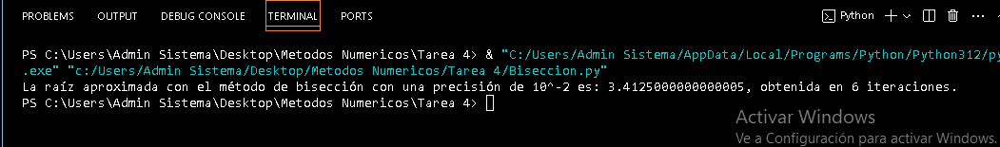 PROBLEMS OUTPUT DEBUG CONSOLE TERMINAL PORTS Python
PS C:\Users\Admin Sistema\Desktop\Metodos Numericos\Tarea 4> & "C:/Users/Admin Sistema/AppData/Local/Programs/Python/Python312/py
.exe" "c:/Users/Admin Sistema/Desktop/Metodos Numericos/Tarea 4/Biseccion.py"
La raíz aproximada con el método de bisección con una precisión de 10^-2 es: 3.4125000000000005, obtenida en 6 iteraciones.
PS C:\Users\Admin Sistema\Desktop\Metodos Numericos\Tarea 4>
Activar Windows
Ve a Configuración para activar Windows.